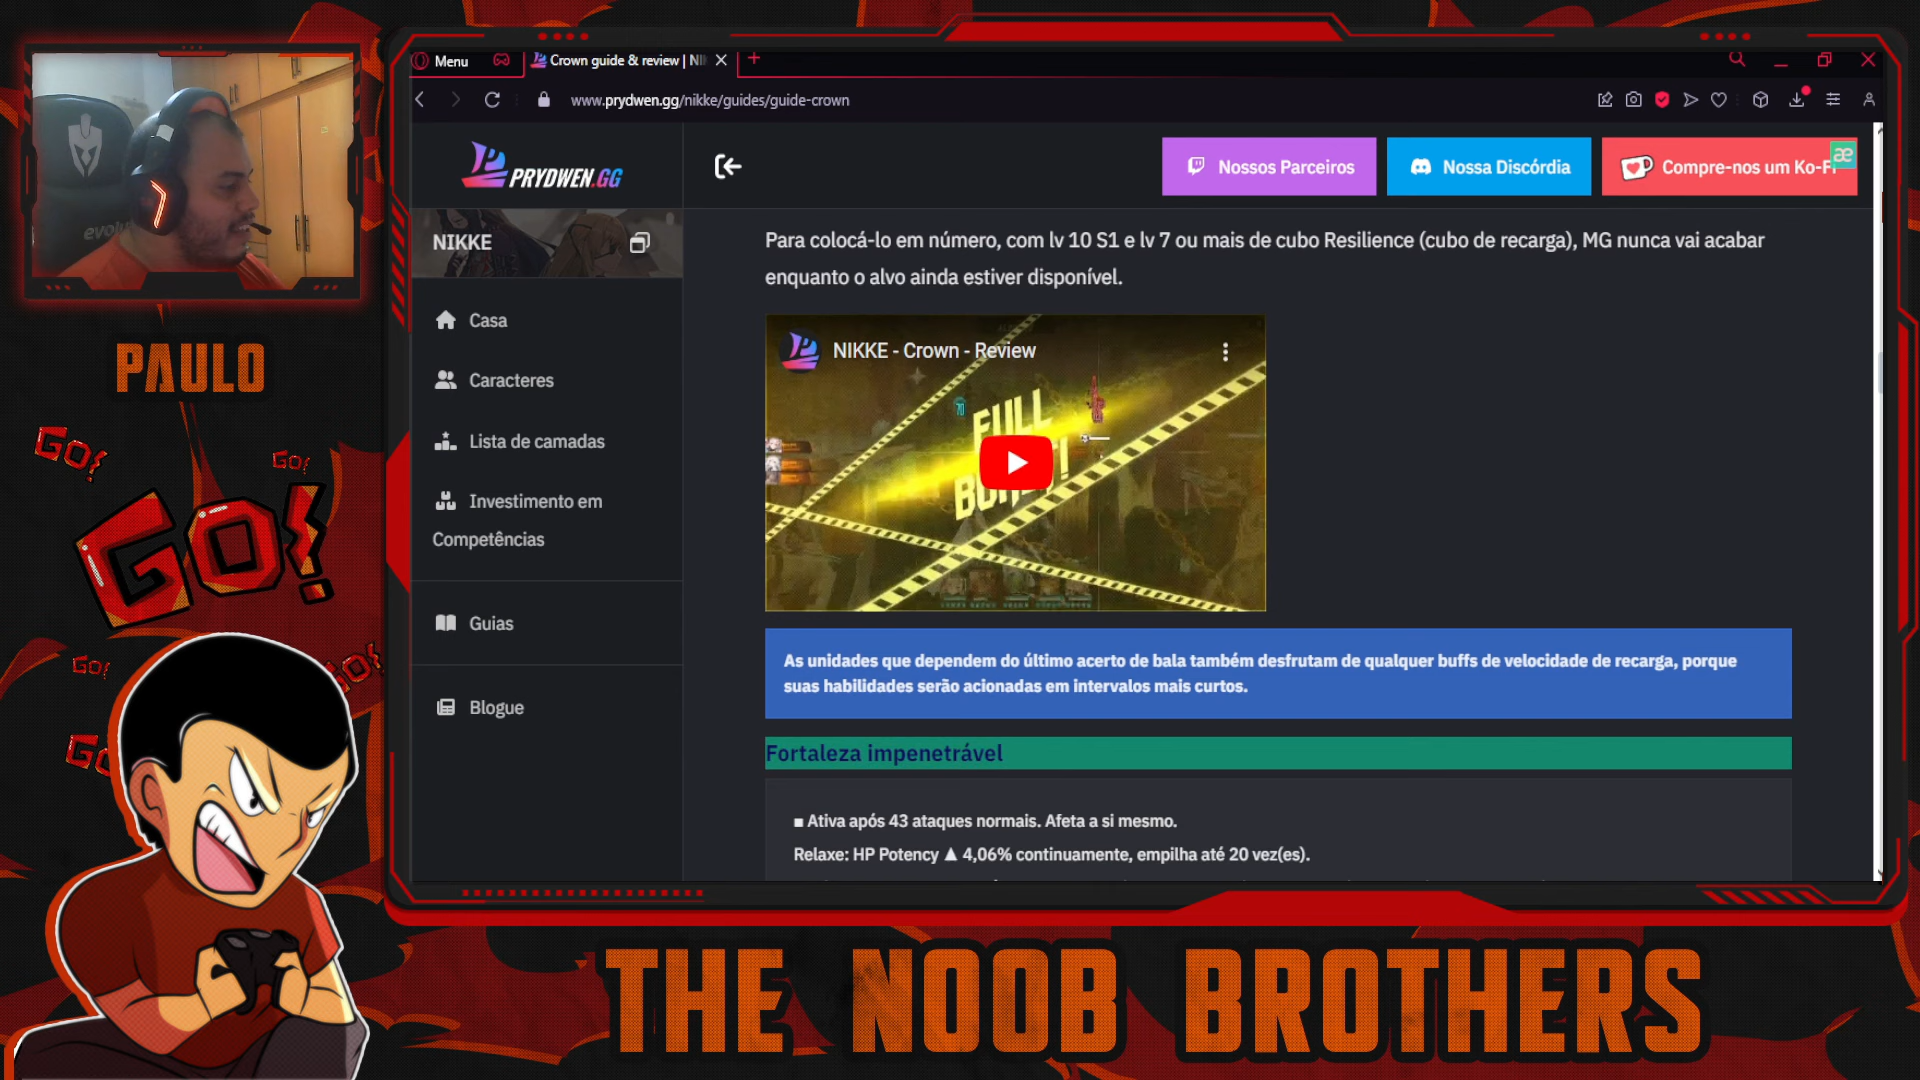 Menu
Crown guide & review | NI
www.prydwen.gg/nikke/guides/guide-crown
PRYDWEN.GG
Nossos Parceiros
Nossa Discórdia
Compre-nos um Ko-Fi
æ
NIKKE
Casa
Caracteres
Lista de camadas
Investimento em
Competências
Guias
Blogue
Para colocá-lo em número, com lv 10 S1 e lv 7 ou mais de cubo Resilience (cubo de recarga), MG nunca vai acabar
enquanto o alvo ainda estiver disponível.
NIKKE - Crown - Review
FULL
As unidades que dependem do último acerto de bala também desfrutam de qualquer buffs de velocidade de recarga, porque
suas habilidades serão acionadas em intervalos mais curtos.
Fortaleza impenetrável
■ Ativa após 43 ataques normais. Afeta a si mesmo.
Relaxe: HP Potency ▲ 4,06% continuamente, empilha até 20 vez(es).
PAULO
GO!
GO!
GO!
GO!
GO!
THE NOOB BROTHERS